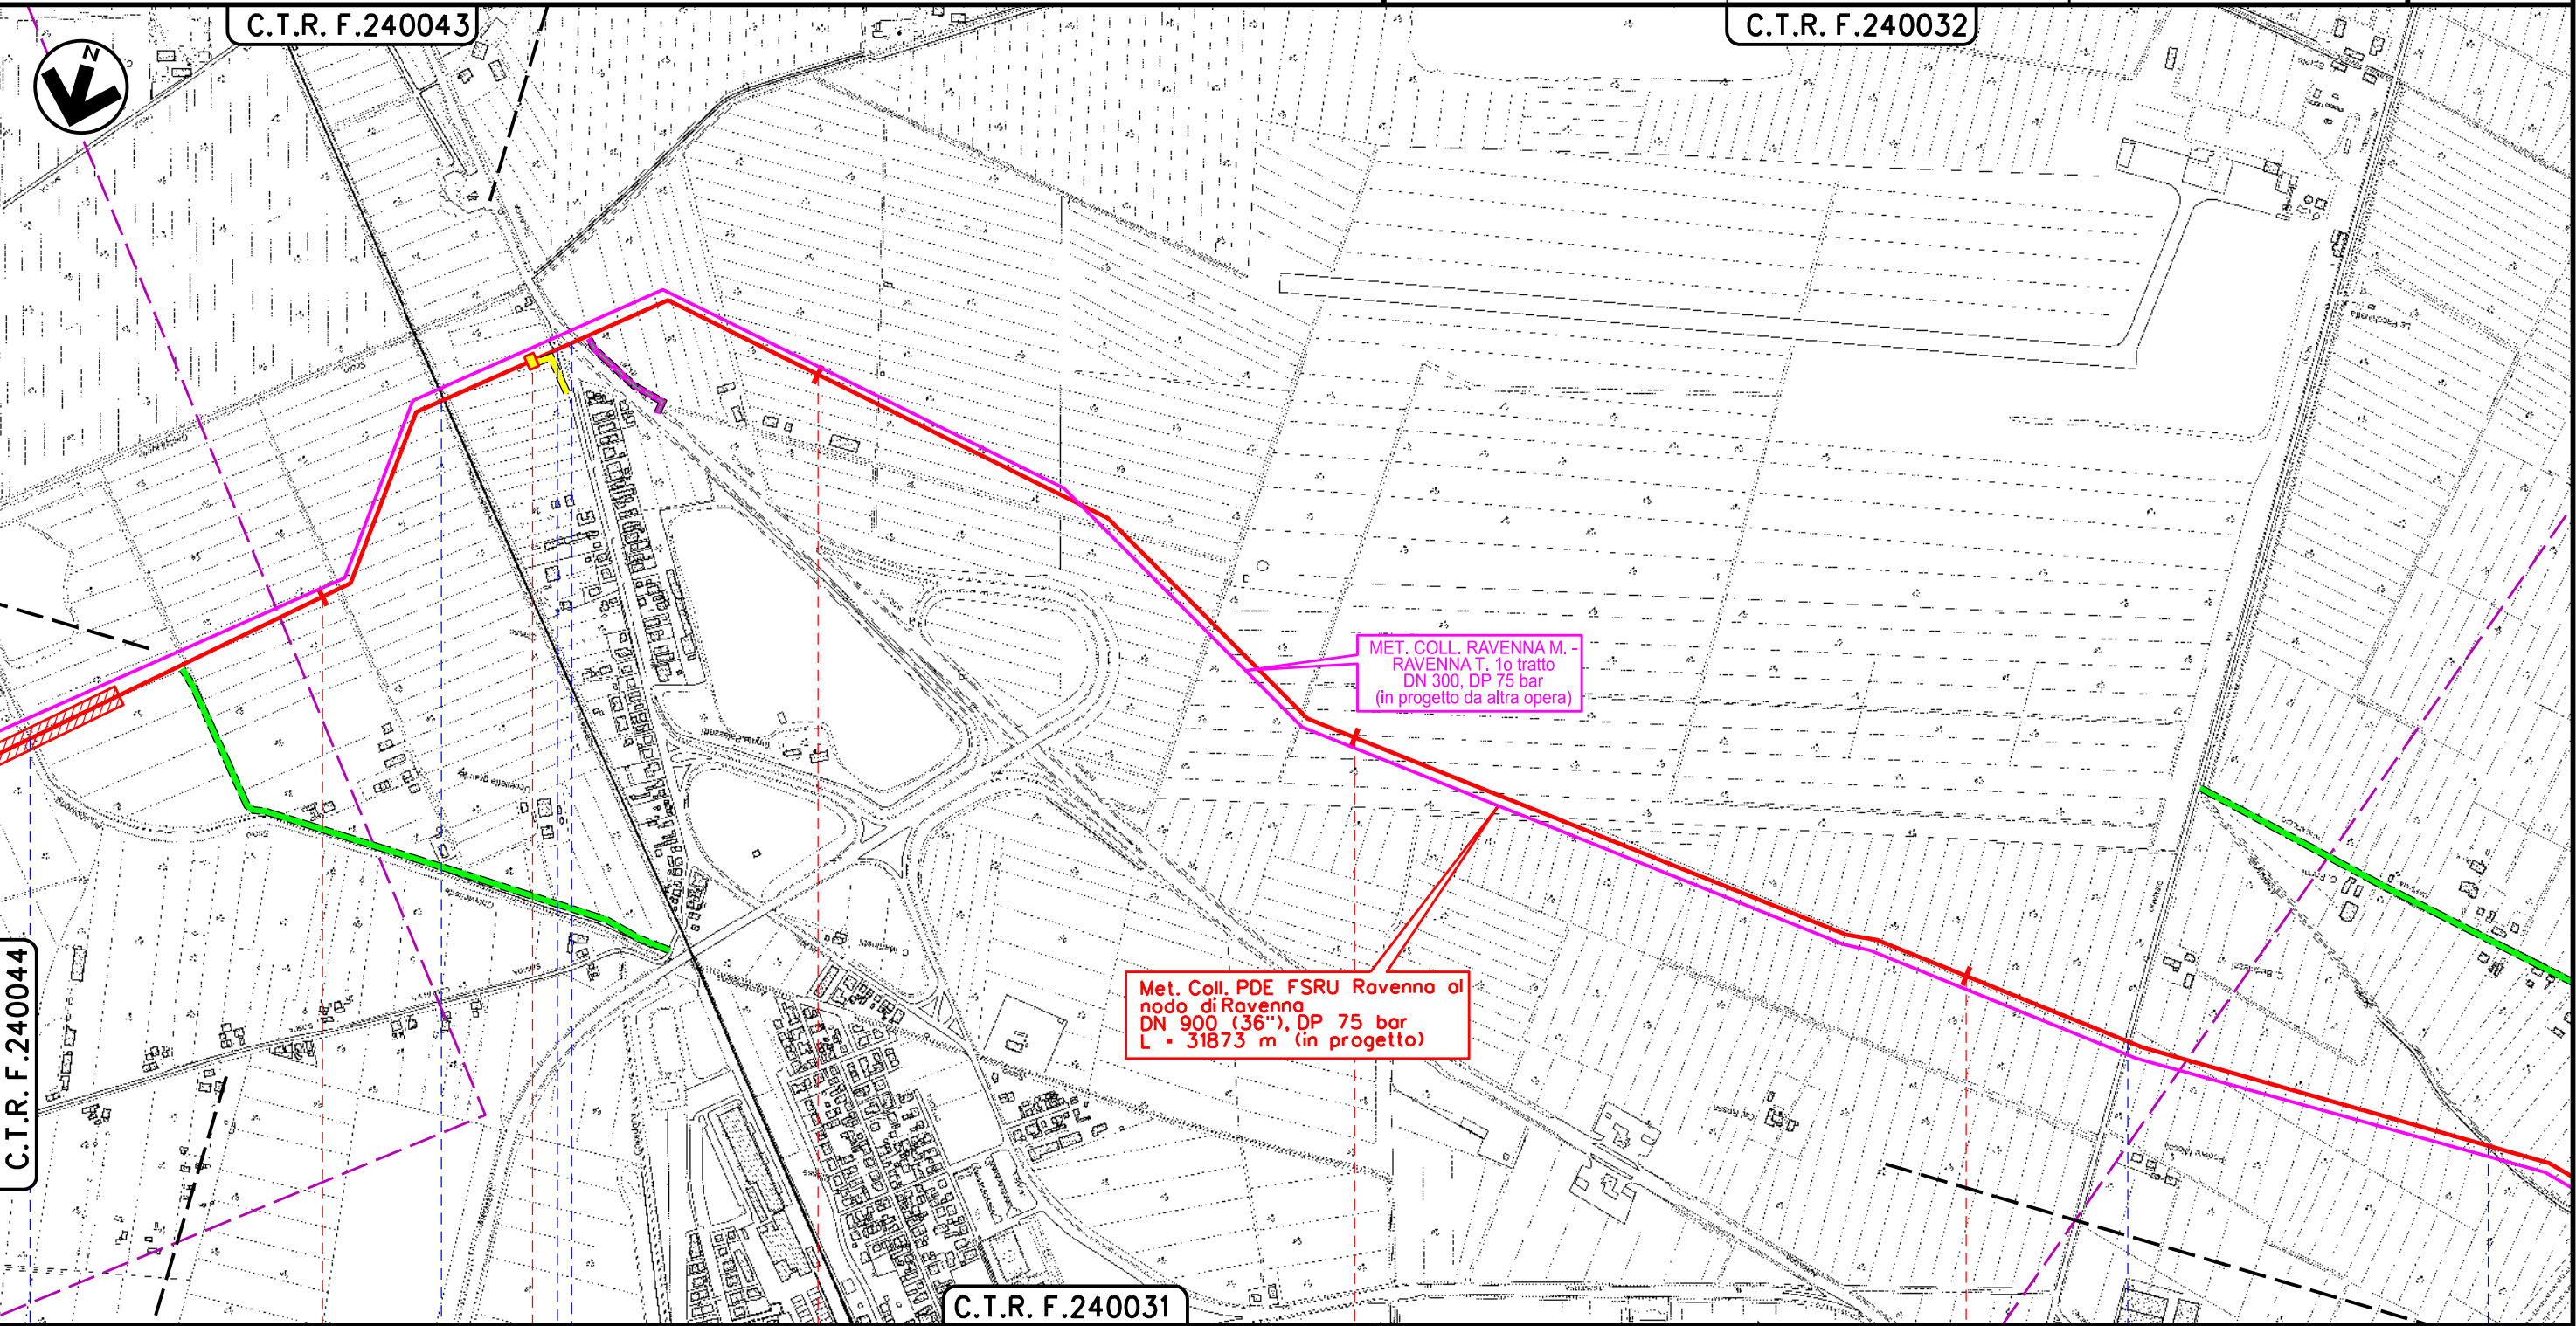 C.T.R. F.240043
C.T.R. F.240032
N
MET. COLL. RAVENNA M. -
RAVENNA T, 1o tratto
DN 300, DP 75 bar
(in progetto da altra opera)
Met. Coll. PDE FSRU Ravenna al
nodo di Ravenna
DN 900 (36"), DP 75 bar
L = 31873 m (in progetto)
C.T.R. F.240044
C.T.R. F.240031